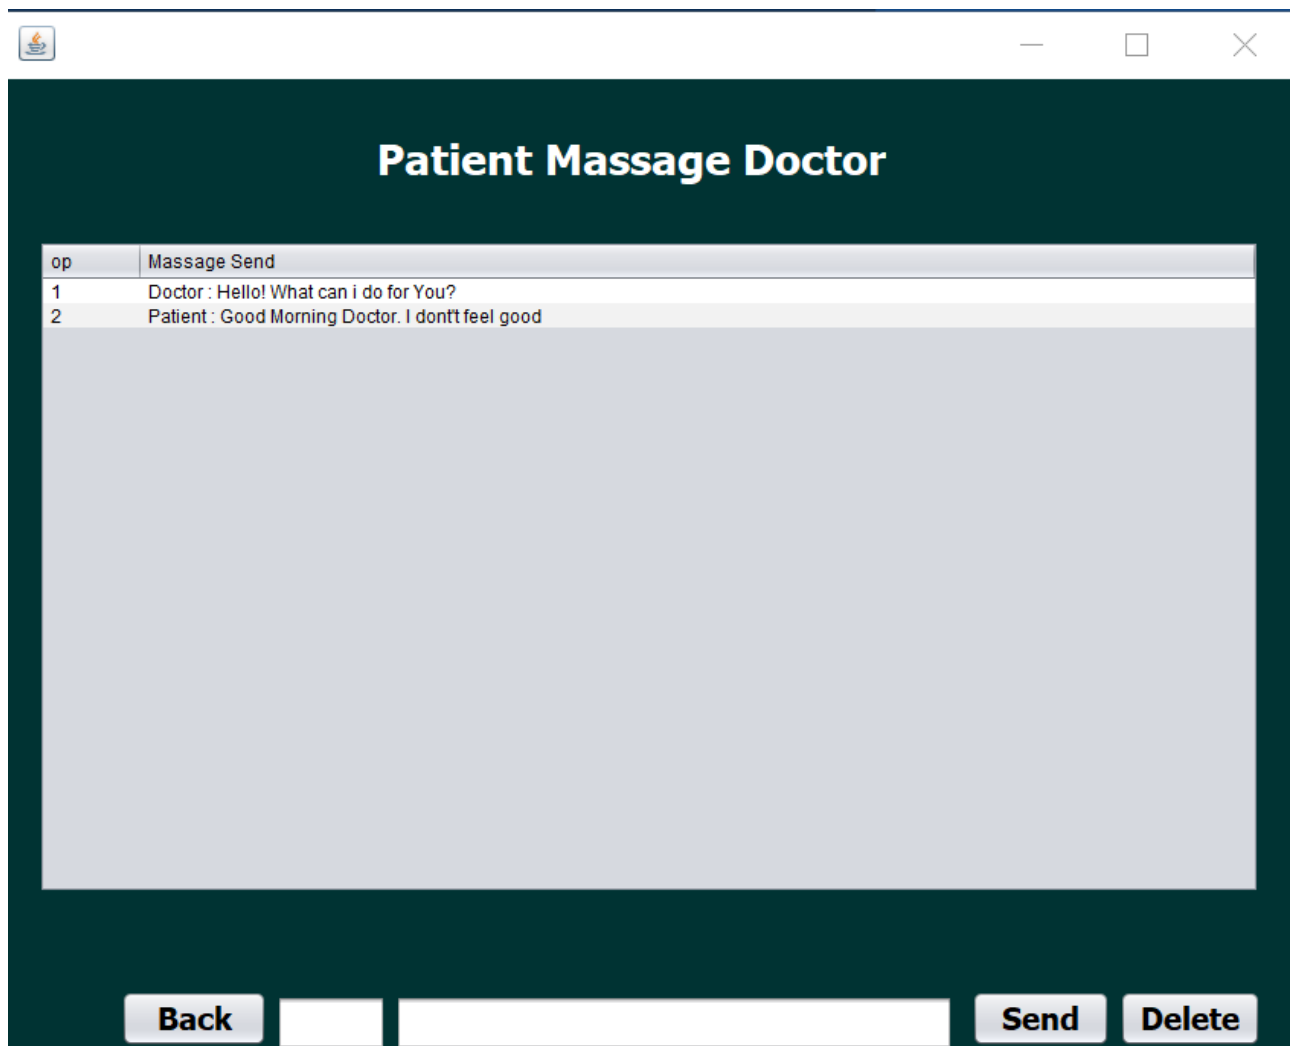 Patient Massage Doctor
op Massage Send
1 Doctor : Hello! What can i do for You?
2 Patient : Good Morning Doctor. I dont't feel good
Back Send Delete